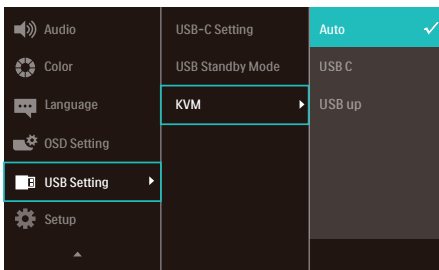 Audio
Color
Language
OSD Setting
USB Setting
Setup
USB-C Setting
USB Standby Mode
KVM
Auto
USB C
USB up